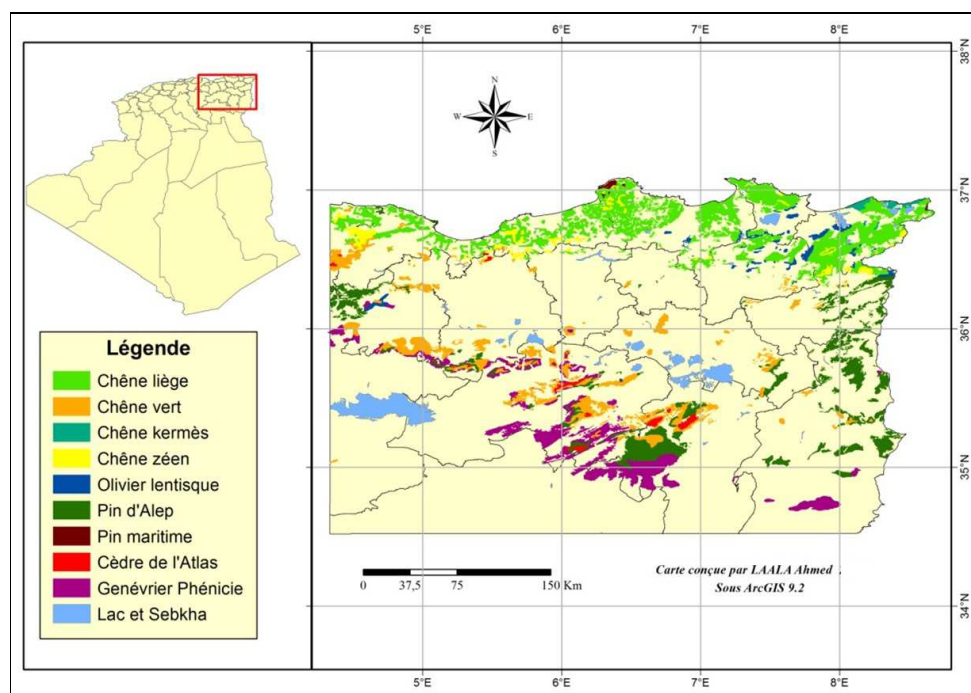 5°E 6°E 7°E 8°E
38°N
N
W E
S
37°N
Légende
Chêne liège
Chêne vert
Chêne kermès
Chêne zéen
Olivier lentisque
Pin d'Alep
Pin maritime
Cèdre de l'Atlas
Genévrier Phénicie
Lac et Sebkha
36°N
35°N
0 37,5 75 150 Km
Carte conçue par LAALA Ahmed .
Sous ArcGIS 9.2
34°N
5°E 6°E 7°E 8°E